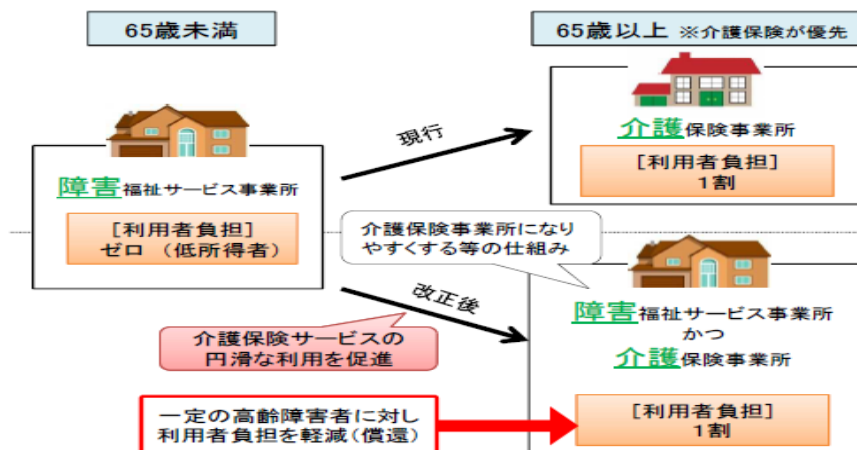 65歳未満
65歳以上 ※介護保険が優先
現行
介護保険事業所
[利用者負担]
1割
障害福祉サービス事業所
[利用者負担]
ゼロ （低所得者）
介護保険事業所になり
やすくする等の仕組み
改正後
介護保険サービスの
円滑な利用を促進
障害福祉サービス事業所
かつ
介護保険事業所
[利用者負担]
1割
一定の高齢障害者に対し
利用者負担を軽減（償還）